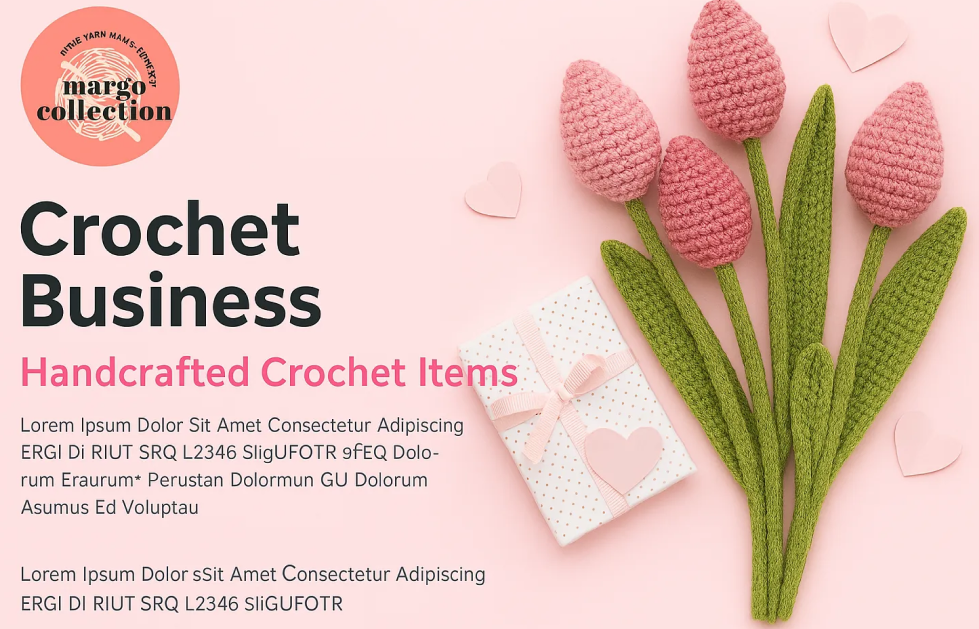 margo
collection
Crochet
Business
Handcrafted Crochet Items
Lorem Ipsum Dolor Sit Amet Consectetur Adipiscing
ERGI Di RIUT SRQ L2346 SligUFOTR 9fEQ Dolo-
rum Eraurum* Perustan Dolormun GU Dolorum
Asumus Ed Voluptau
Lorem Ipsum Dolor sSit Amet Consectetur Adipiscing
ERGI DI RIUT SRQ L2346 SliGUFOTR